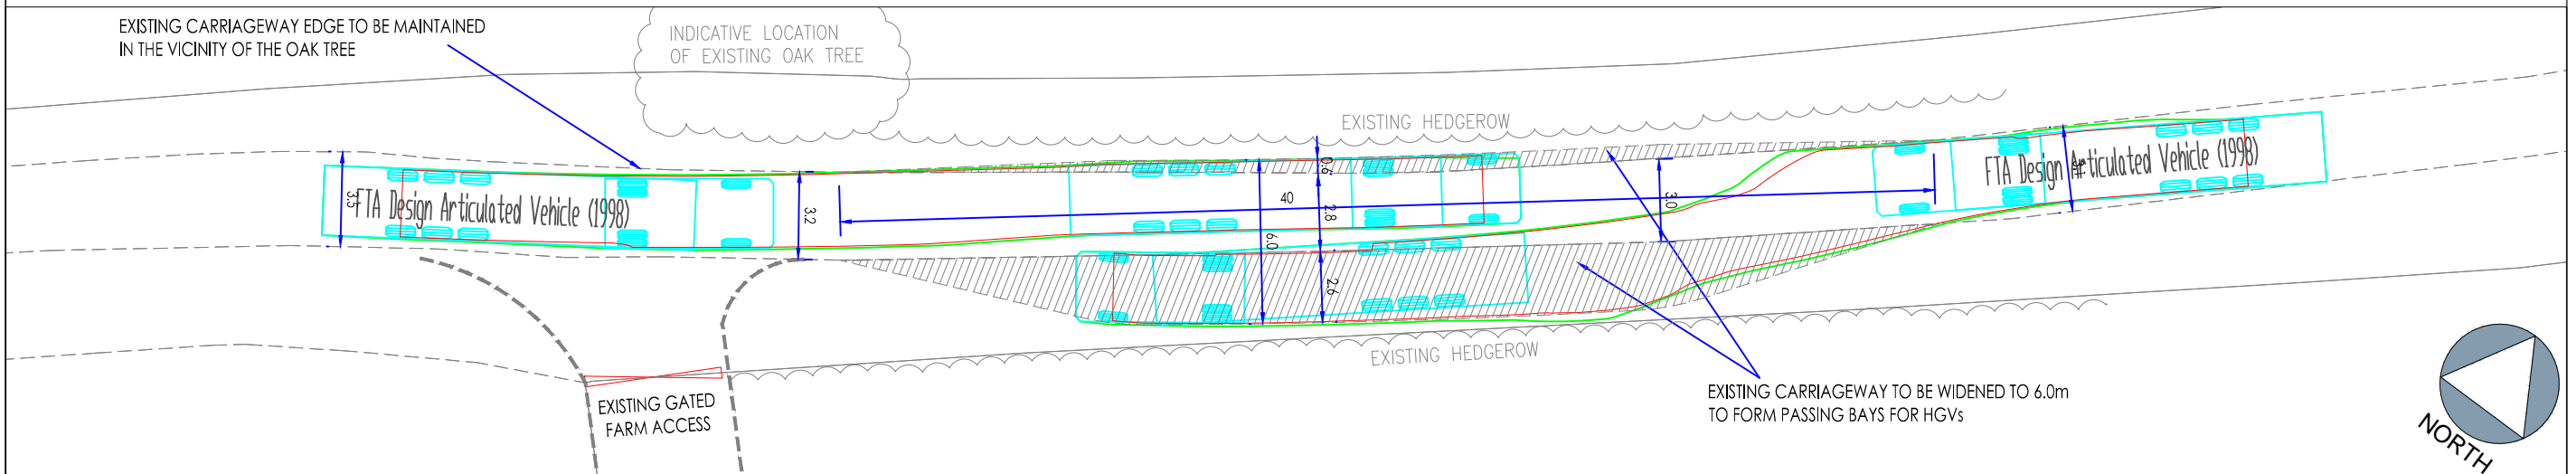 EXISTING CARRIAGEWAY EDGE TO BE MAINTAINED
IN THE VICINITY OF THE OAK TREE
INDICATIVE LOCATION
OF EXISTING OAK TREE
EXISTING HEDGEROW
FTA Design Articulated Vehicle (1998)
3.5
3.2
40
0.6
2.8
6.0
2.6
3.0
FTA Design Articulated Vehicle (1998)
EXISTING HEDGEROW
EXISTING GATED
FARM ACCESS
EXISTING CARRIAGEWAY TO BE WIDENED TO 6.0m
TO FORM PASSING BAYS FOR HGVs
NORTH